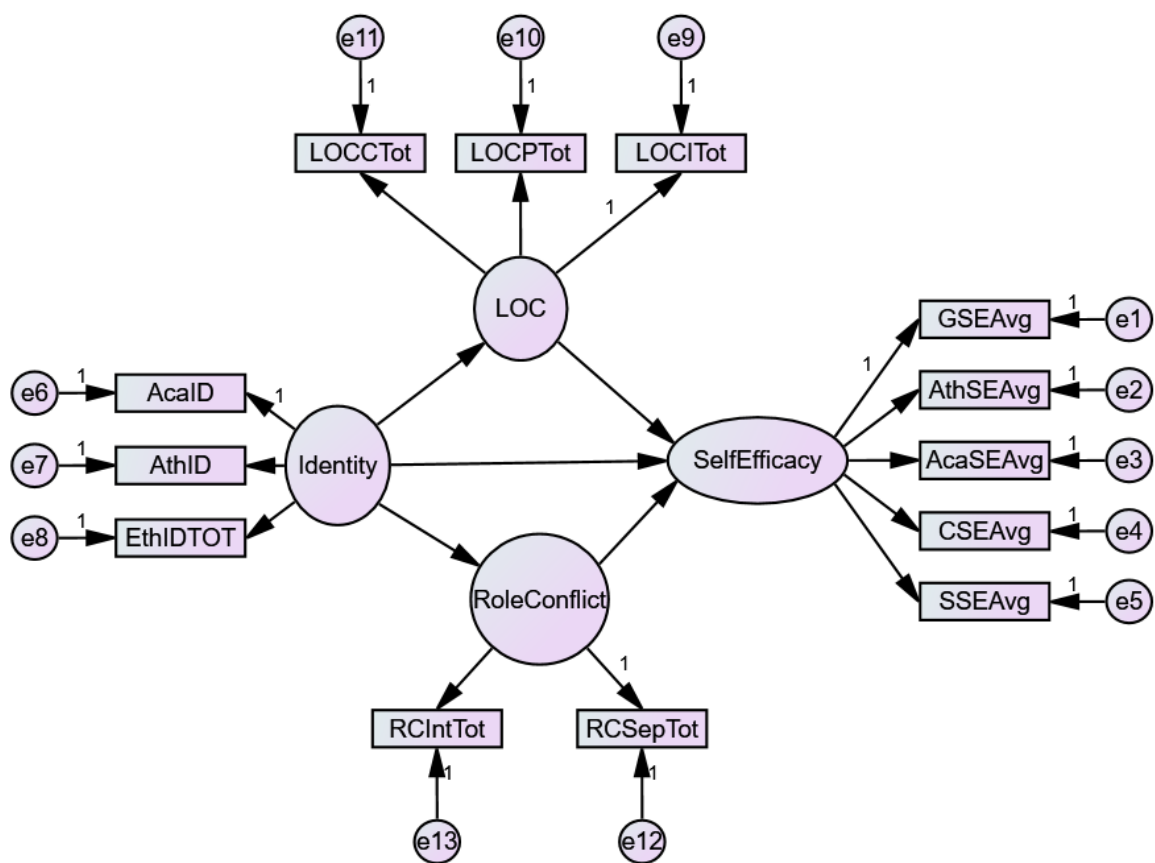 e11
e10
e9
1
1
1
LOCCTot
LOCPTot
LOCITot
1
LOC
GSEAvg
1
e1
1
e6
1
AcaID
1
AthSEAvg
1
e2
e7
1
AthID
Identity
SelfEfficacy
AcaSEAvg
1
e3
e8
1
EthIDTOT
CSEAvg
1
e4
RoleConflict
SSEAvg
1
e5
1
RCIntTot
RCSepTot
1
1
e13
e12